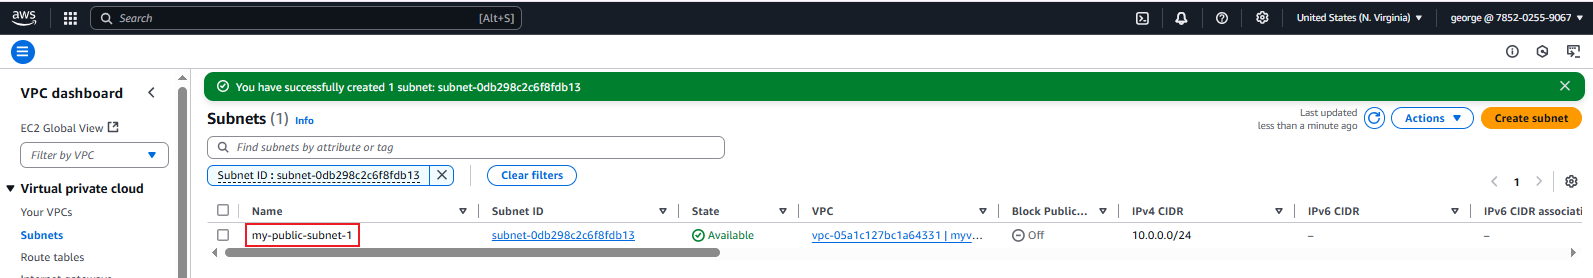 aws Search [Alt+S] United States (N. Virginia) george @ 7852-0255-9067
VPC dashboard
EC2 Global View
Filter by VPC
Virtual private cloud
Your VPCs
Subnets
Route tables
You have successfully created 1 subnet: subnet-0db298c2c6f8fdb13
Subnets (1) Info
Last updated
less than a minute ago
Actions
Create subnet
Find subnets by attribute or tag
Subnet ID : subnet-0db298c2c6f8fdb13
Clear filters
1
Name Subnet ID State VPC Block Public... IPv4 CIDR IPv6 CIDR IPv6 CIDR associati
my-public-subnet-1 subnet-0db298c2c6f8fdb13 Available vpc-05a1c127bc1a64331 | myv... Off 10.0.0.0/24 – –